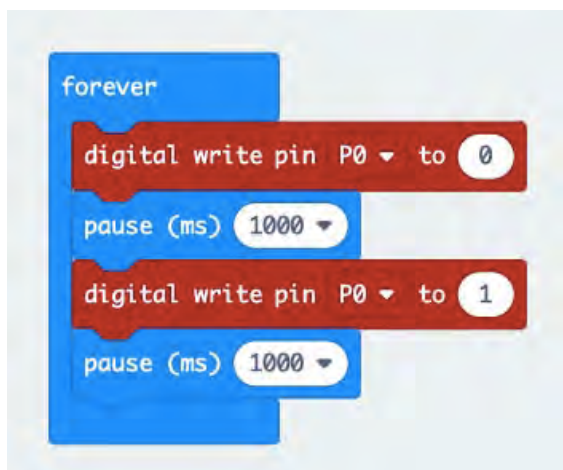 forever
digital write pin P0 to 0
pause (ms) 1000
digital write pin P0 to 1
pause (ms) 1000